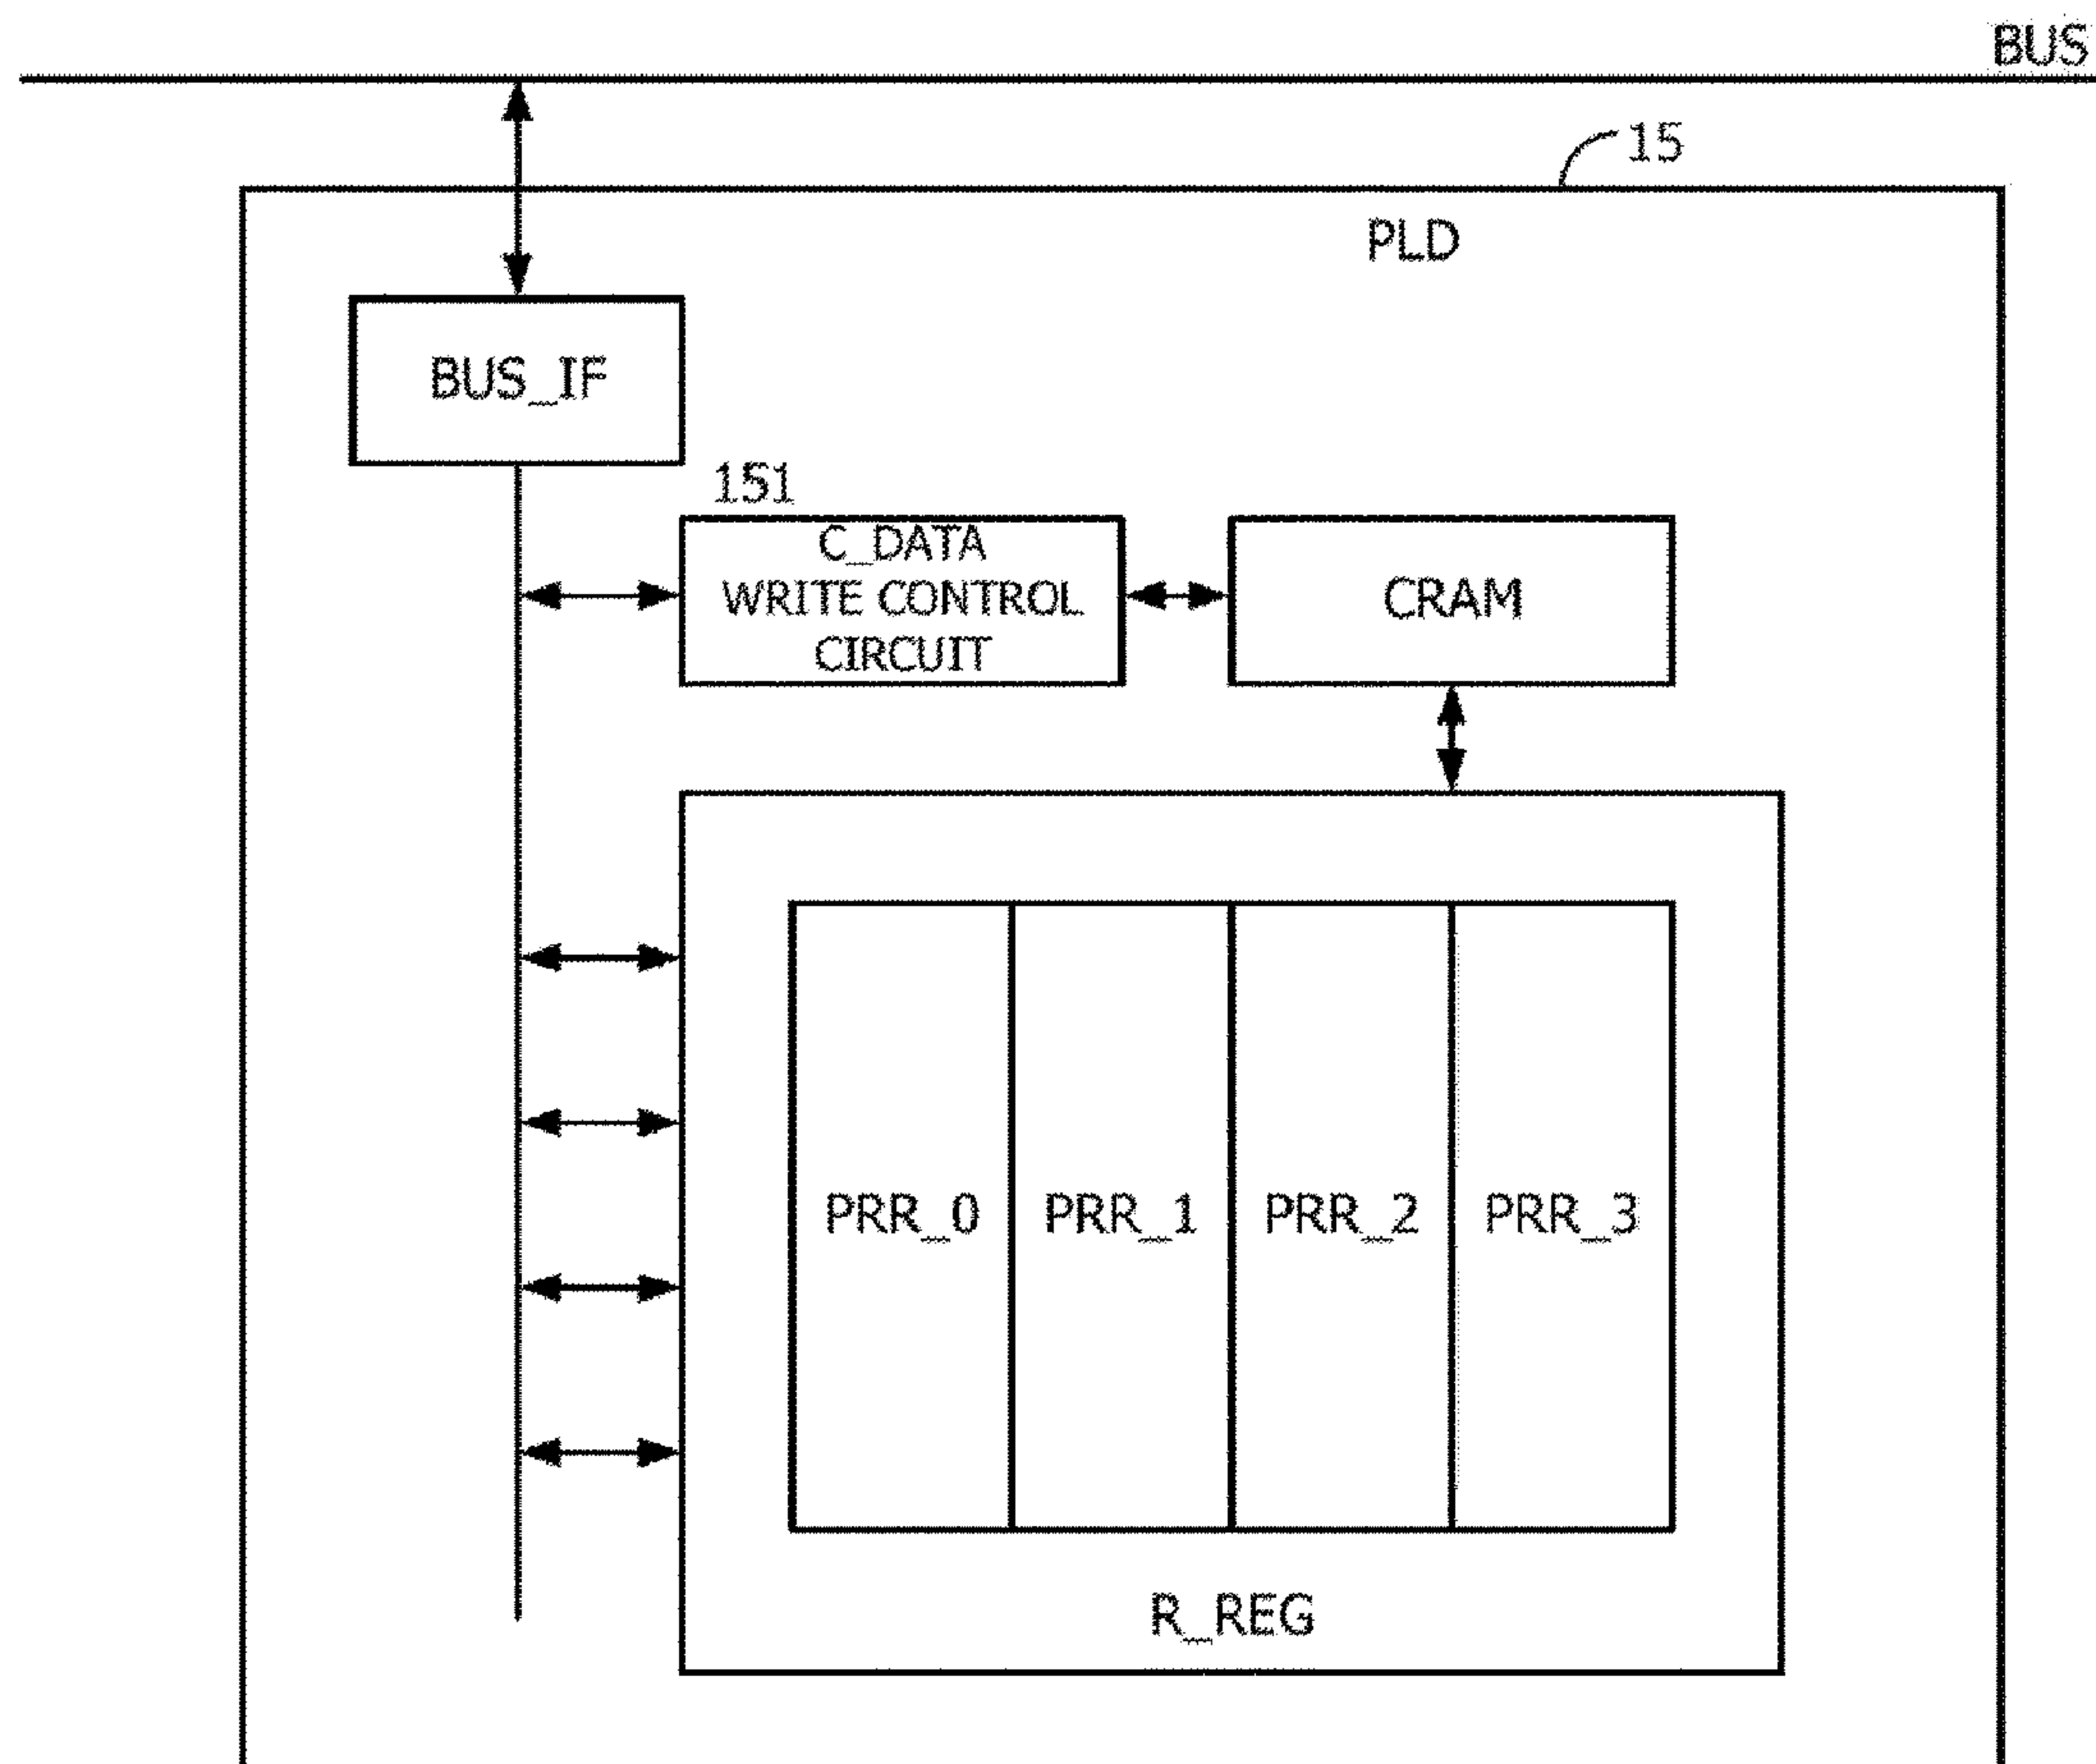 BUS
15
PLD
BUS_IF
151
C_DATA
WRITE CONTROL
CIRCUIT
CRAM
PRR_0
PRR_1
PRR_2
PRR_3
R_REG